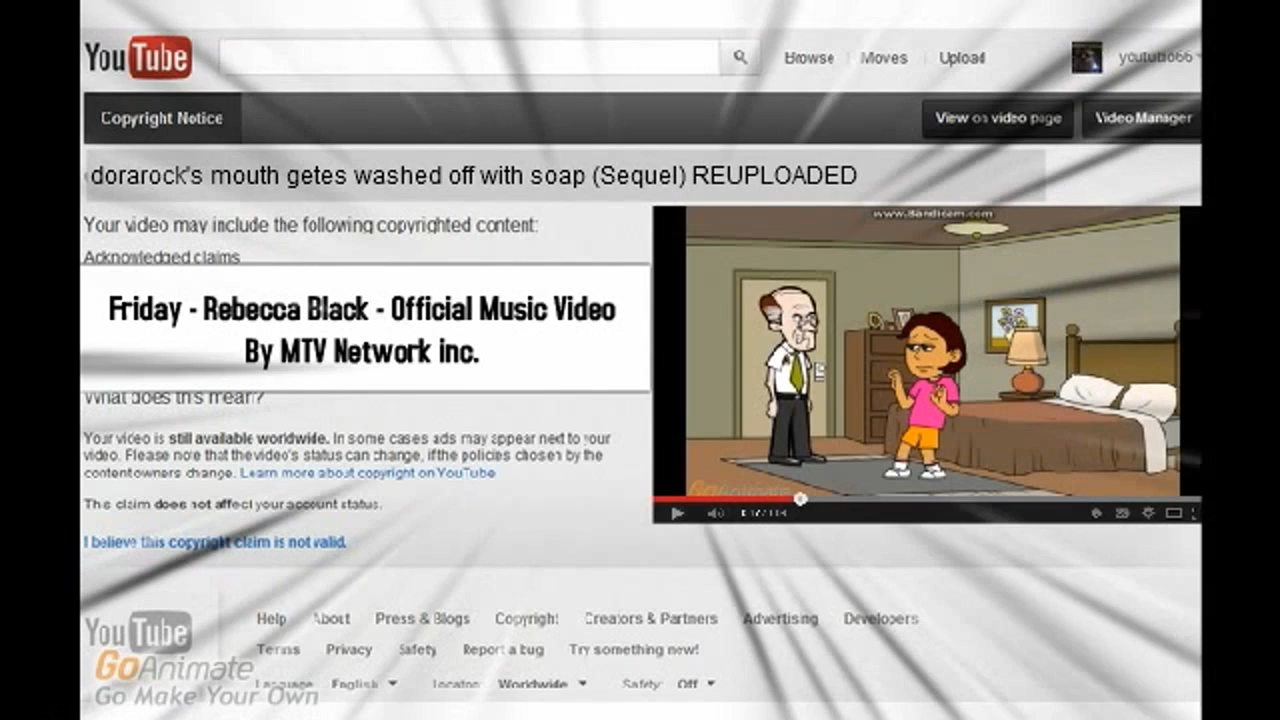 YouTube
Browse
Movies
Upload
Copyright Notice
View on video page
Video Manager
dorarock's mouth getes washed off with soap (Sequel) REUPLOADED
Your video may include the following copyrighted content:
www.Bandicam.com
Acknowledged claims
Friday - Rebecca Black - Official Music Video
By MTV Network inc.
What does this mean?
Your video is still available worldwide. In some cases ads may appear next to your
video. Please note that the video's status can change, if the policies chosen by the
content owners change. Learn more about copyright on YouTube
GoAnimate
The claim does not affect your account status.
I believe this copyright claim is not valid.
YouTube
Help
About
Press & Blogs
Copyright
Creators & Partners
Advertising
Developers
Terms
Privacy
Safety
Report a bug
Try something new!
GoAnimate
Go Make Your Own
Language
English
Location
Worldwide
Safety:
Off